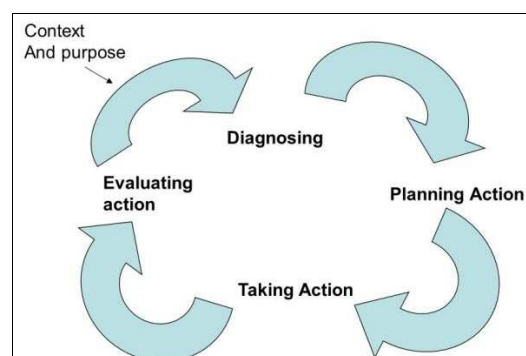 Context
And purpose
Diagnosing
Evaluating
action
Planning Action
Taking Action